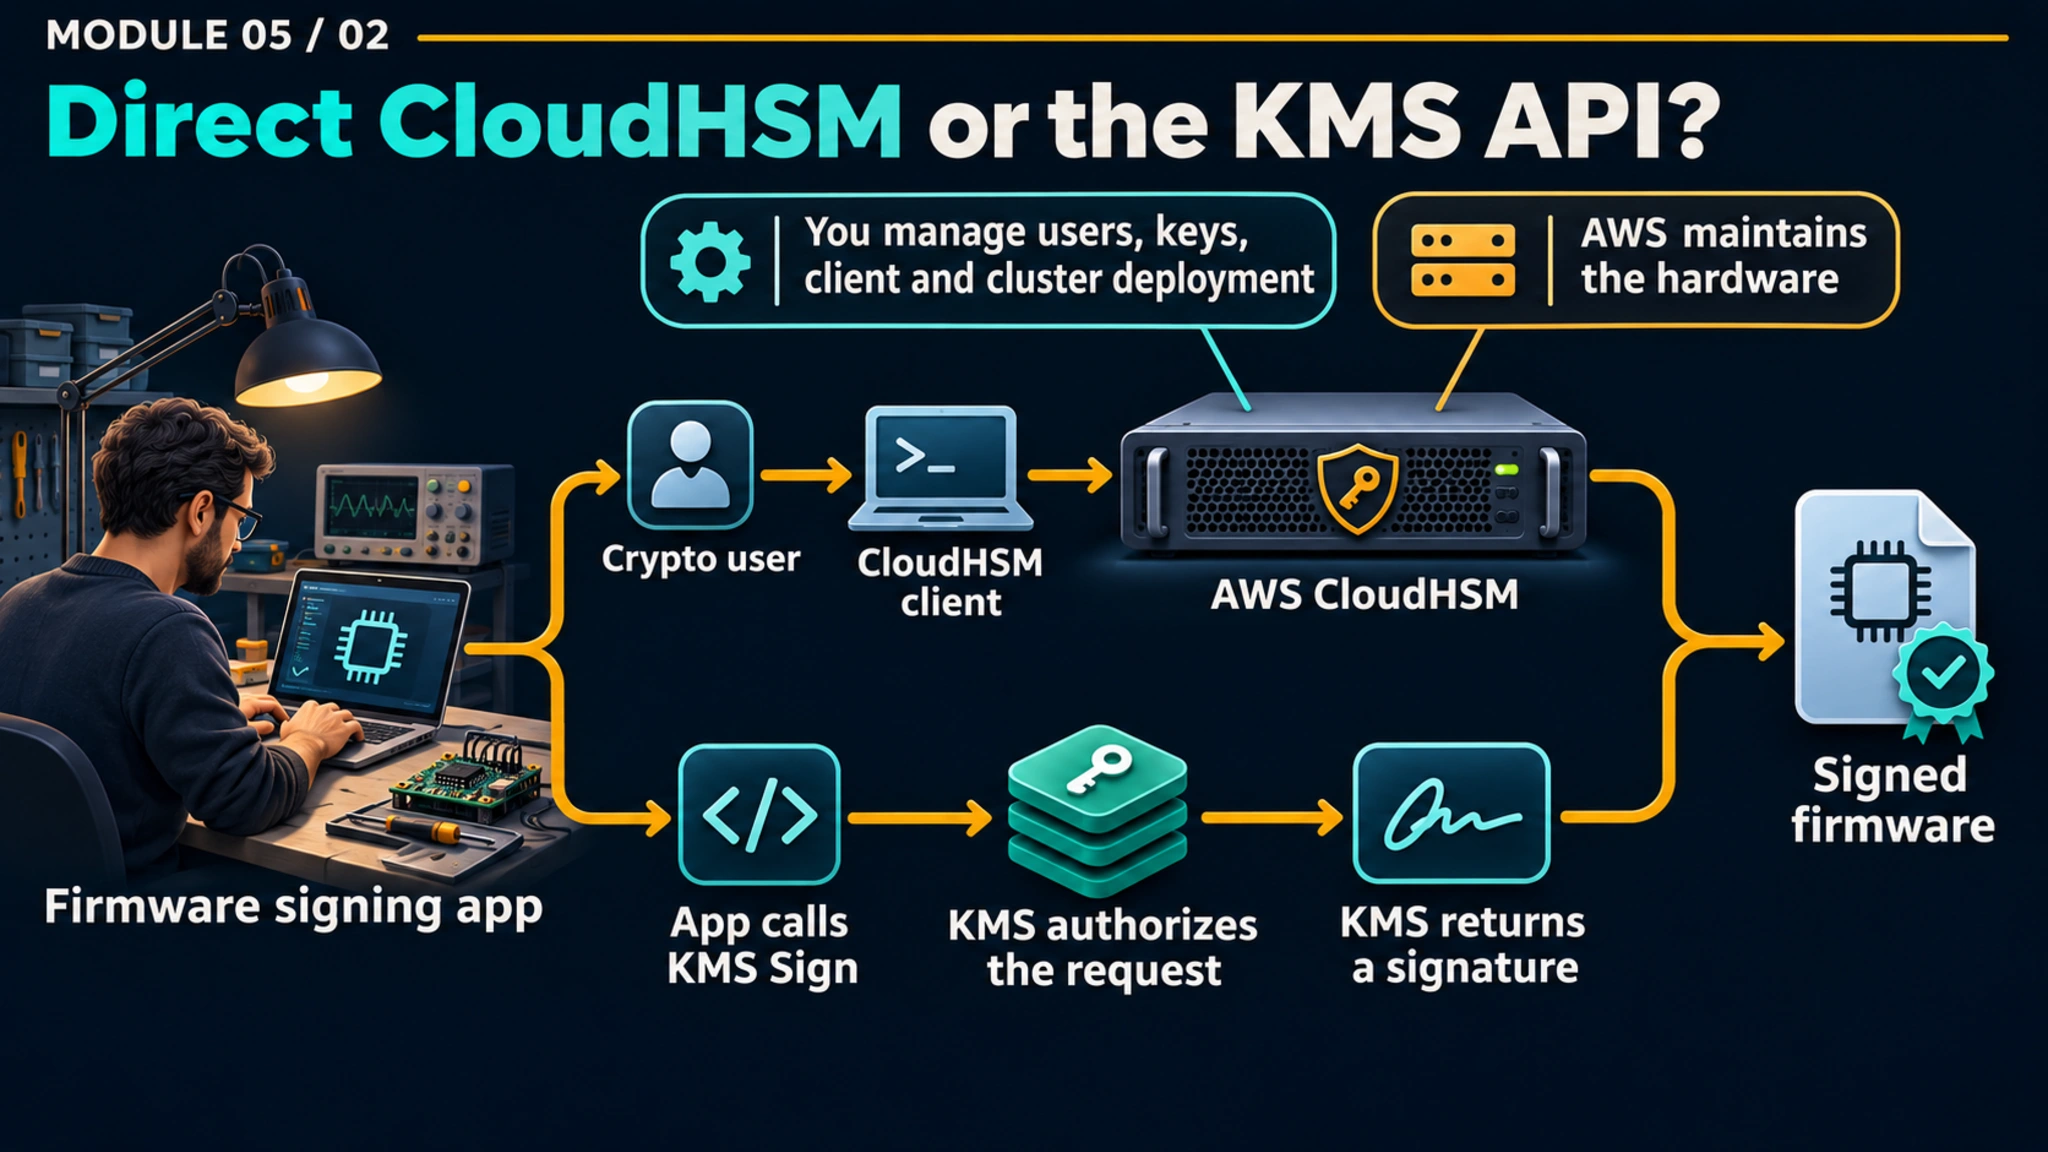 MODULE 05 / 02
Direct CloudHSM or the KMS API?
You manage users, keys,
client and cluster deployment
AWS maintains
the hardware
Crypto user
CloudHSM
client
AWS CloudHSM
Signed
firmware
Firmware signing app
App calls
KMS Sign
KMS authorizes
the request
KMS returns
a signature